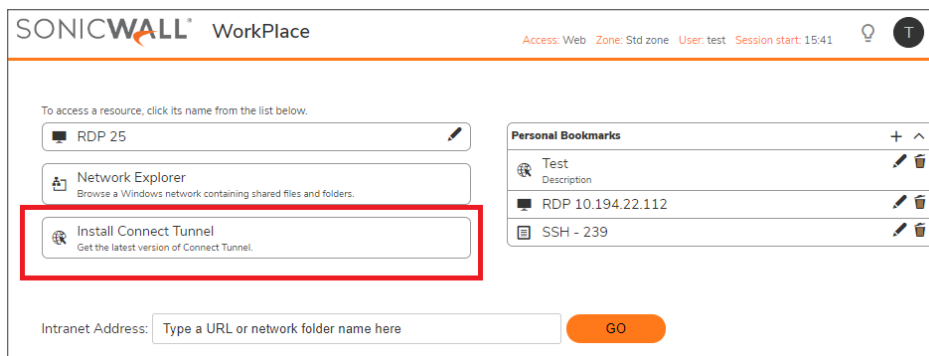 SONICWALL® WorkPlace
Access: Web Zone: Std zone User: test Session start: 15:41
T
To access a resource, click its name from the list below.
RDP 25
Network Explorer
Browse a Windows network containing shared files and folders.
Install Connect Tunnel
Get the latest version of Connect Tunnel.
Personal Bookmarks
Test
Description
RDP 10.194.22.112
SSH - 239
Intranet Address: Type a URL or network folder name here GO